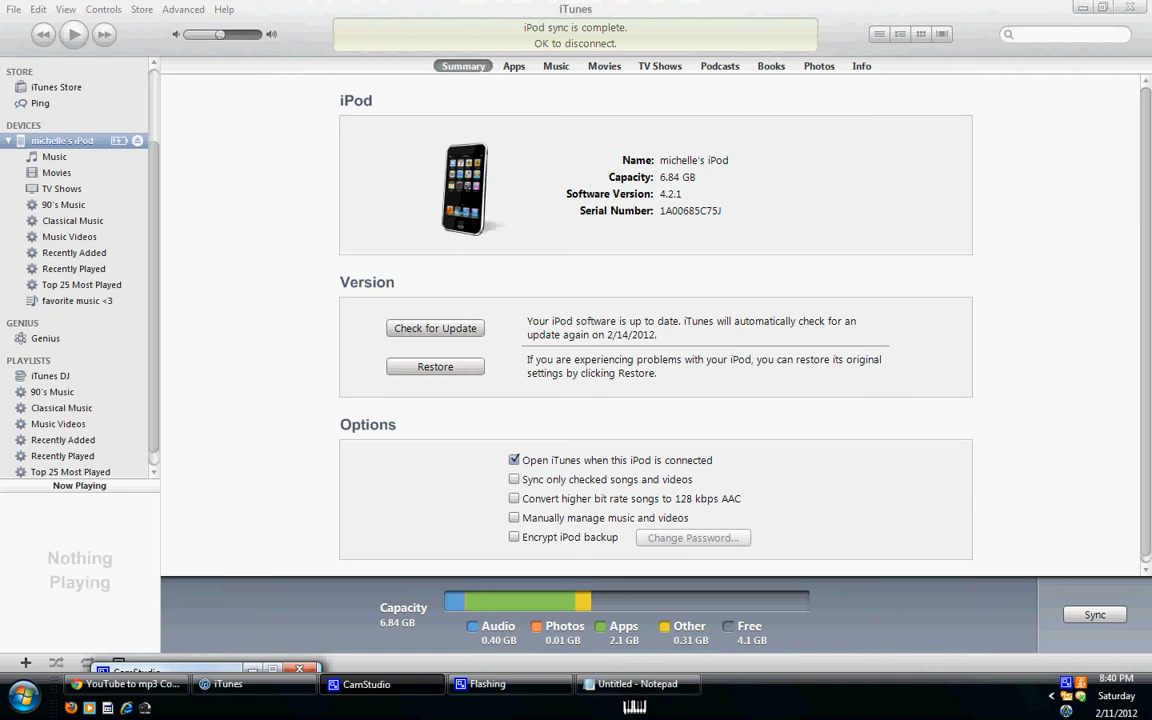 File Edit View Controls Store Advanced Help
iTunes
iPod sync is complete.
OK to disconnect.
Summary Apps Music Movies TV Shows Podcasts Books Photos Info
STORE
iTunes Store
Ping
DEVICES
michelle's iPod
Music
Movies
TV Shows
90's Music
Classical Music
Music Videos
Recently Added
Recently Played
Top 25 Most Played
favorite music <3
GENIUS
Genius
PLAYLISTS
iTunes DJ
90's Music
Classical Music
Music Videos
Recently Added
Recently Played
Top 25 Most Played
Now Playing
Nothing
Playing
iPod
Name: michelle's iPod
Capacity: 6.84 GB
Software Version: 4.2.1
Serial Number: 1A00685C75J
Version
Check for Update
Your iPod software is up to date. iTunes will automatically check for an
update again on 2/14/2012.
Restore
If you are experiencing problems with your iPod, you can restore its original
settings by clicking Restore.
Options
Open iTunes when this iPod is connected
Sync only checked songs and videos
Convert higher bit rate songs to 128 kbps AAC
Manually manage music and videos
Encrypt iPod backup Change Password...
Capacity
6.84 GB
Audio Photos Apps Other Free
0.40 GB 0.01 GB 2.1 GB 0.31 GB 4.1 GB
Sync
CamStudio
YouTube to mp3 Co... iTunes CamStudio Flashing Untitled - Notepad
8:40 PM
Saturday
2/11/2012